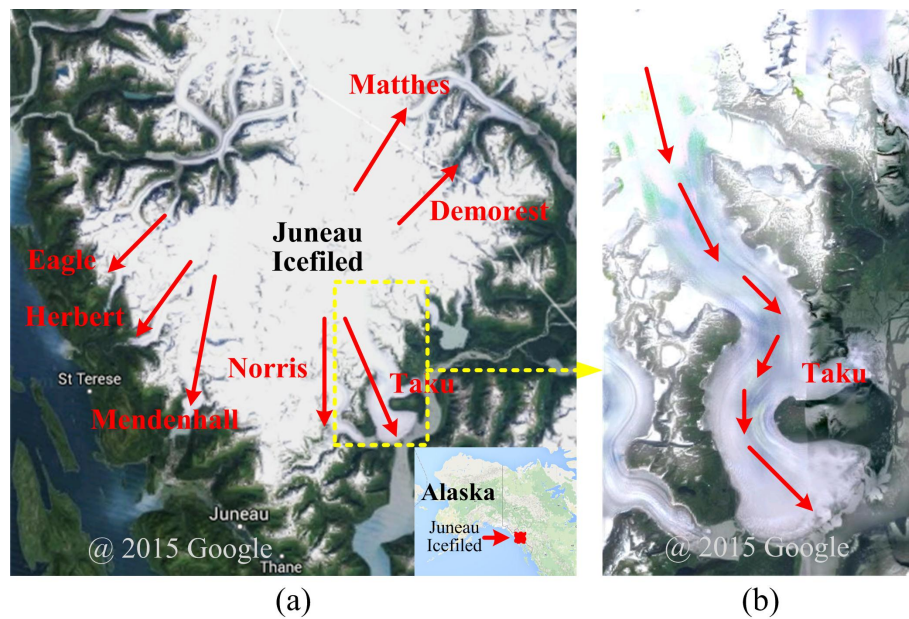 Matthes
Demorest
Juneau
Icefiled
Eagle
Herbert
St Terese
Mendenhall
Norris
Taku
Juneau
Thane
@ 2015 Google
Alaska
Juneau
Icefiled
(a)
Taku
@ 2015 Google
(b)